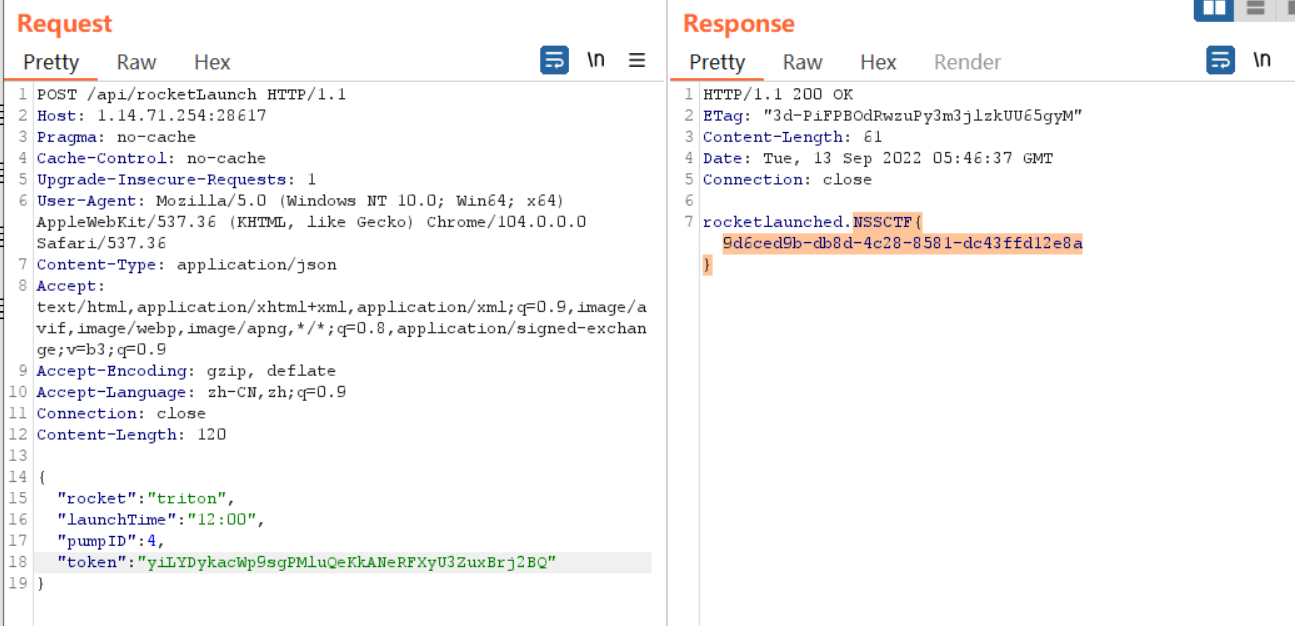 Request
Pretty Raw Hex \n
1 POST /api/rocketLaunch HTTP/1.1
2 Host: 1.14.71.254:28617
3 Pragma: no-cache
4 Cache-Control: no-cache
5 Upgrade-Insecure-Requests: 1
6 User-Agent: Mozilla/5.0 (Windows NT 10.0; Win64; x64)
AppleWebKit/537.36 (KHTML, like Gecko) Chrome/104.0.0.0
Safari/537.36
7 Content-Type: application/json
8 Accept:
text/html,application/xhtml+xml,application/xml;q=0.9,image/a
vif,image/webp,image/apng,*/*;q=0.8,application/signed-exchan
ge;v=b3;q=0.9
9 Accept-Encoding: gzip, deflate
10 Accept-Language: zh-CN,zh;q=0.9
11 Connection: close
12 Content-Length: 120
13
14 {
15 "rocket":"triton",
16 "launchTime":"12:00",
17 "pumpID":4,
18 "token":"yiLYDykacWp9sgPMluQeKkANeRFXyU3ZuxBrj2BQ"
19 }
Response
Pretty Raw Hex Render \n
1 HTTP/1.1 200 OK
2 ETag: "3d-PiFPBOdRwzuPy3m3jlzkUU65gyM"
3 Content-Length: 61
4 Date: Tue, 13 Sep 2022 05:46:37 GMT
5 Connection: close
6
7 rocketlaunched.NSSCTF{
9d6ced9b-db8d-4c28-8581-dc43ffd12e8a
}